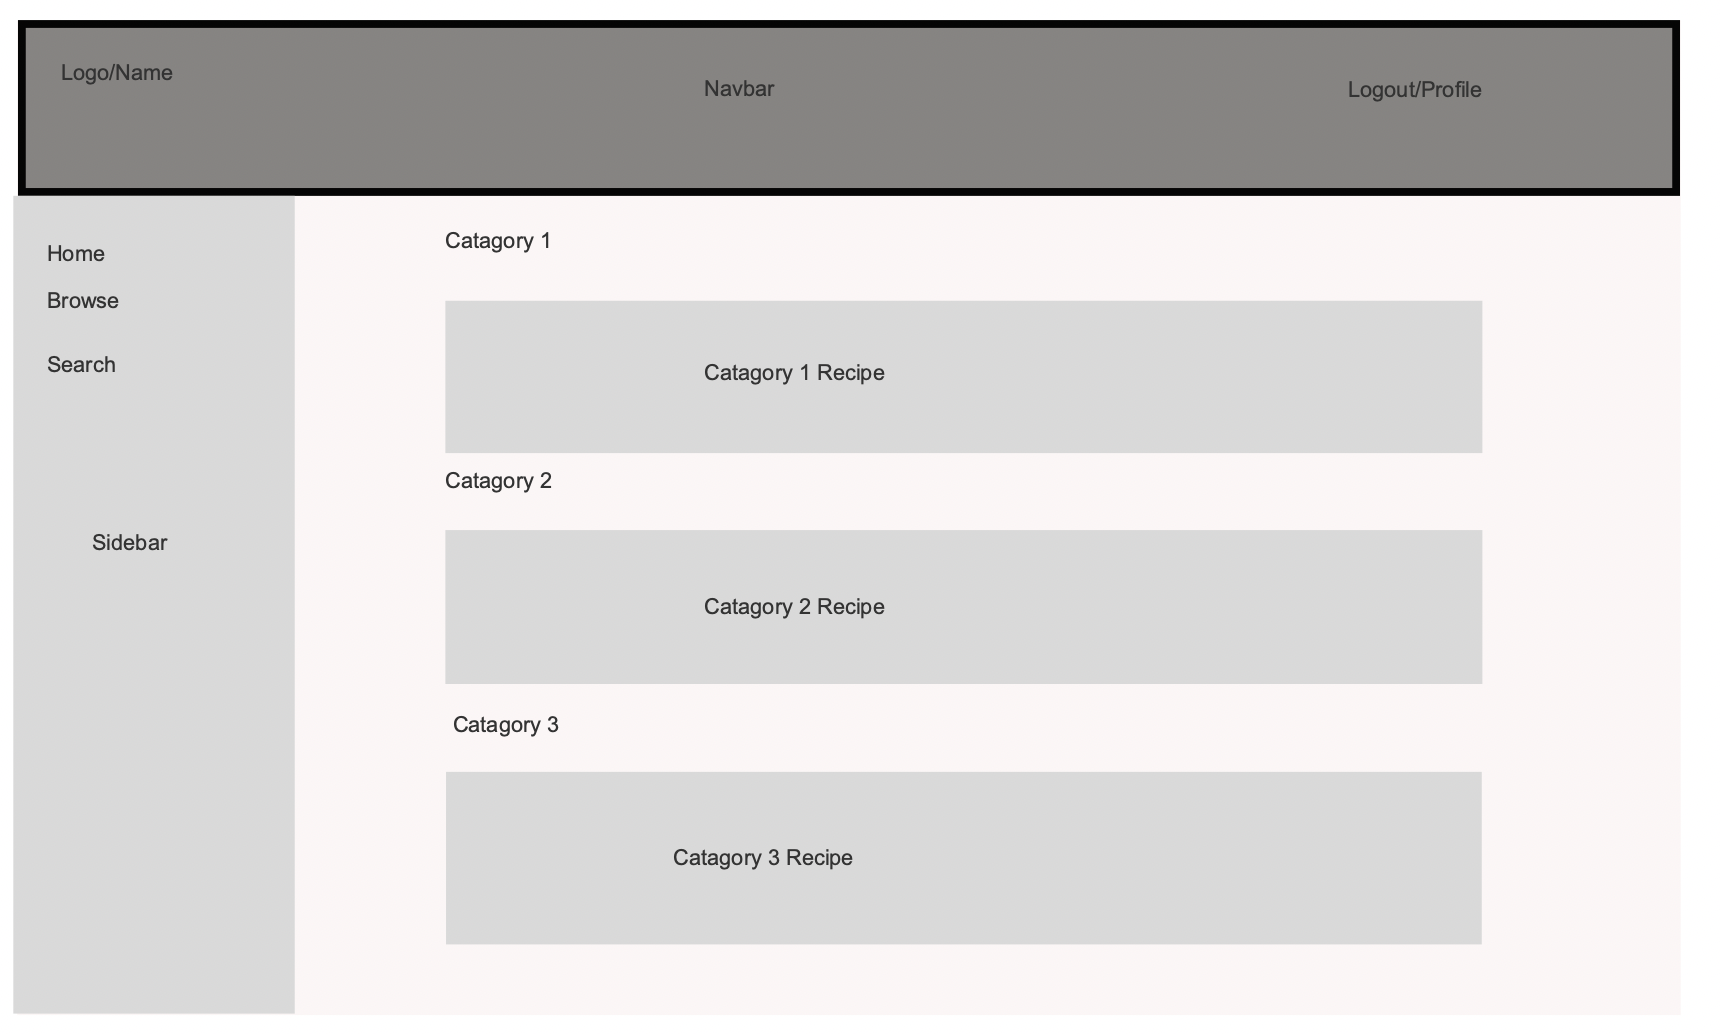 Logo/Name
Navbar
Logout/Profile
Home
Browse
Search
Sidebar
Catagory 1
Catagory 1 Recipe
Catagory 2
Catagory 2 Recipe
Catagory 3
Catagory 3 Recipe